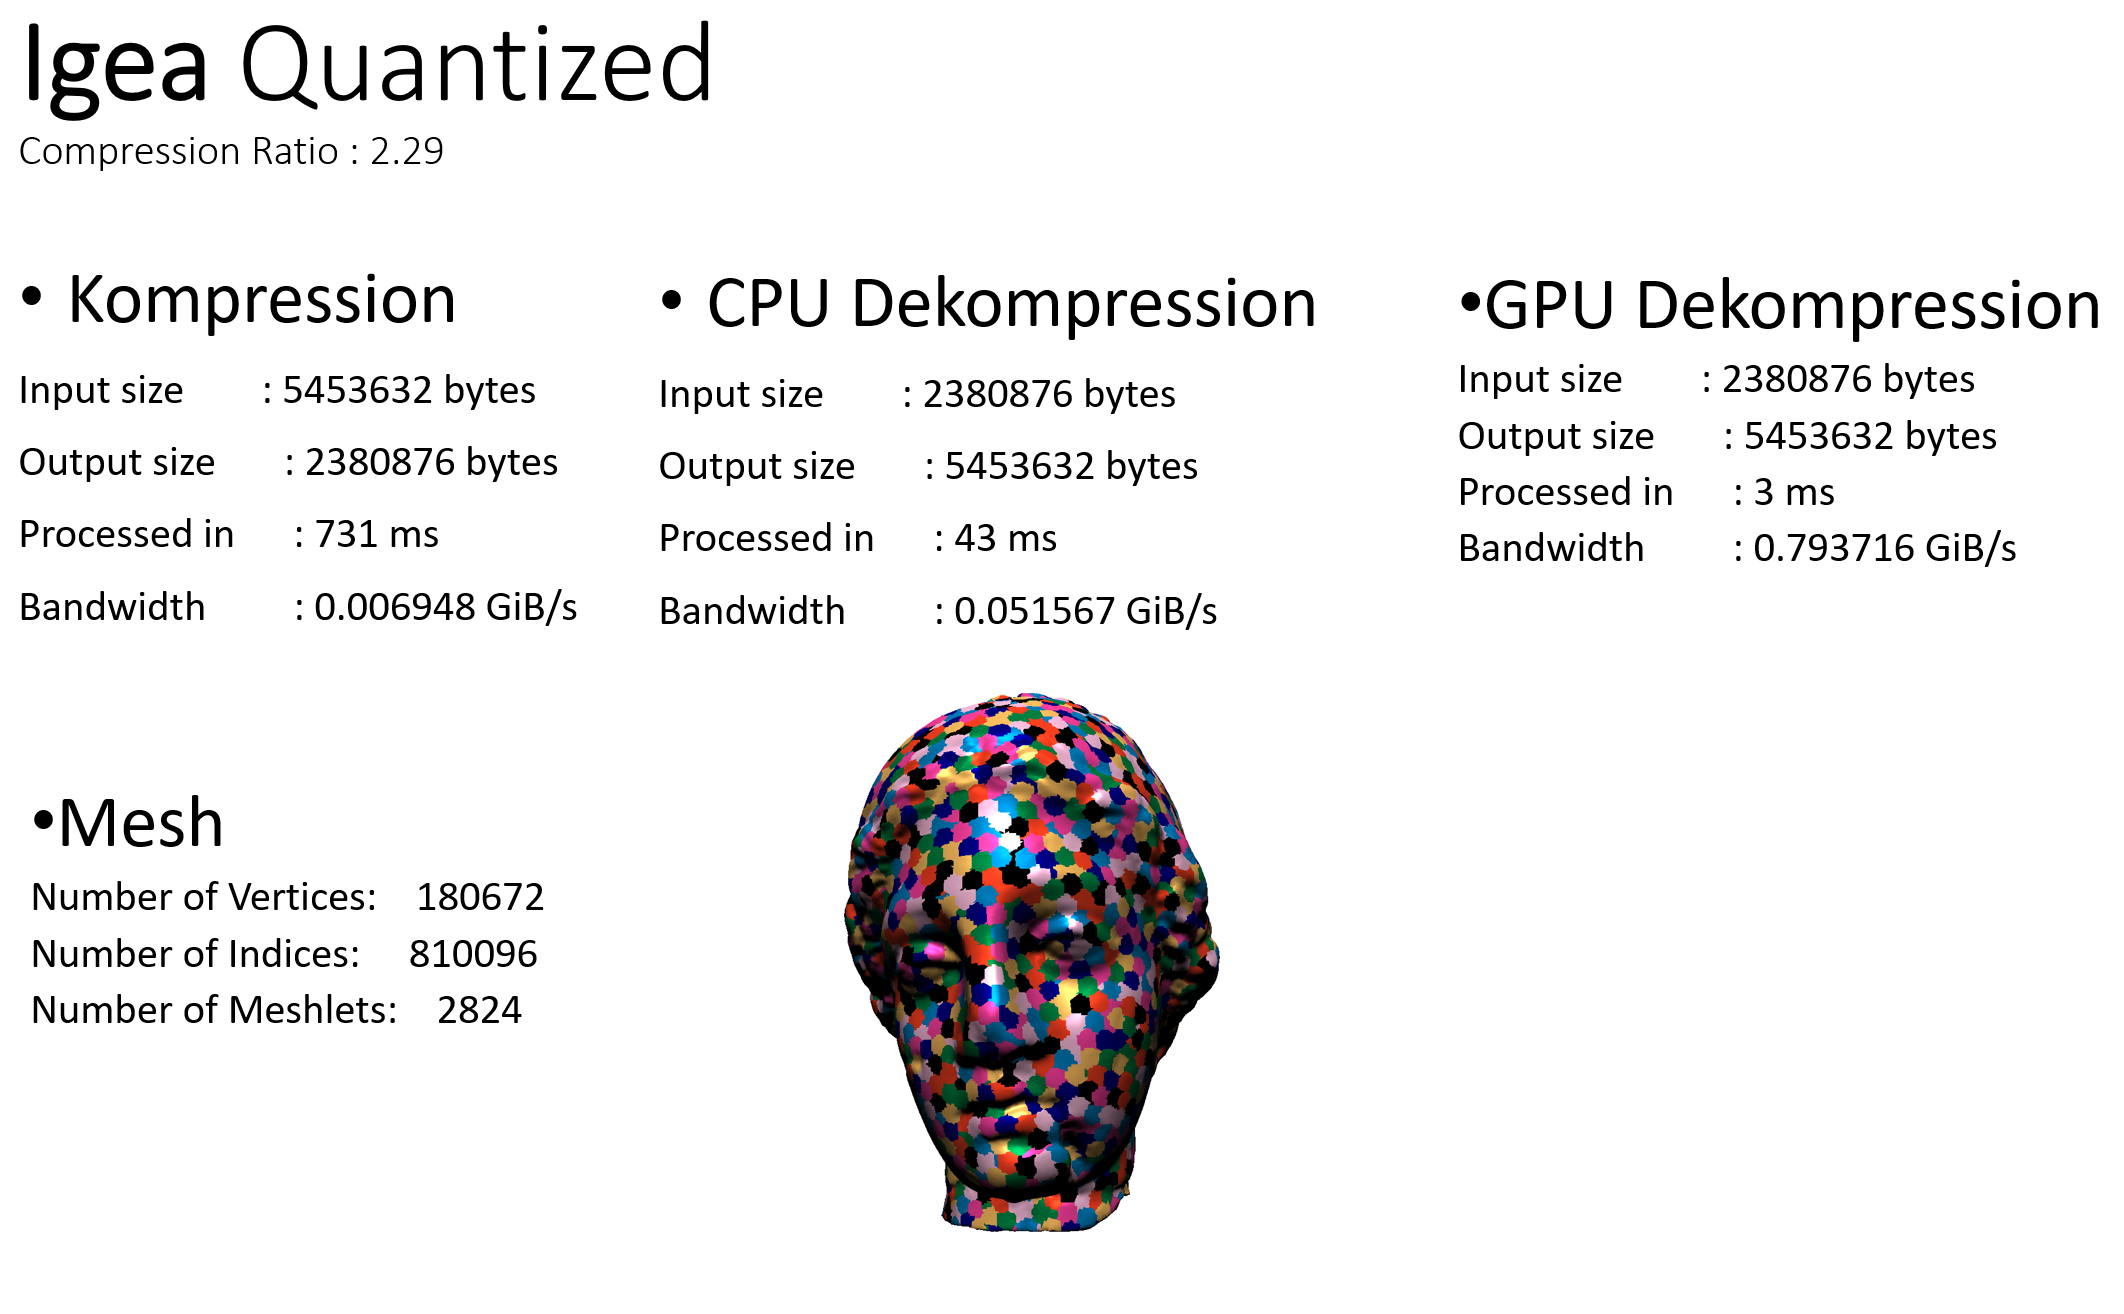 Igea Quantized
Compression Ratio : 2.29
• Kompression
Input size : 5453632 bytes
Output size : 2380876 bytes
Processed in : 731 ms
Bandwidth : 0.006948 GiB/s
• CPU Dekompression
Input size : 2380876 bytes
Output size : 5453632 bytes
Processed in : 43 ms
Bandwidth : 0.051567 GiB/s
•GPU Dekompression
Input size : 2380876 bytes
Output size : 5453632 bytes
Processed in : 3 ms
Bandwidth : 0.793716 GiB/s
•Mesh
Number of Vertices: 180672
Number of Indices: 810096
Number of Meshlets: 2824